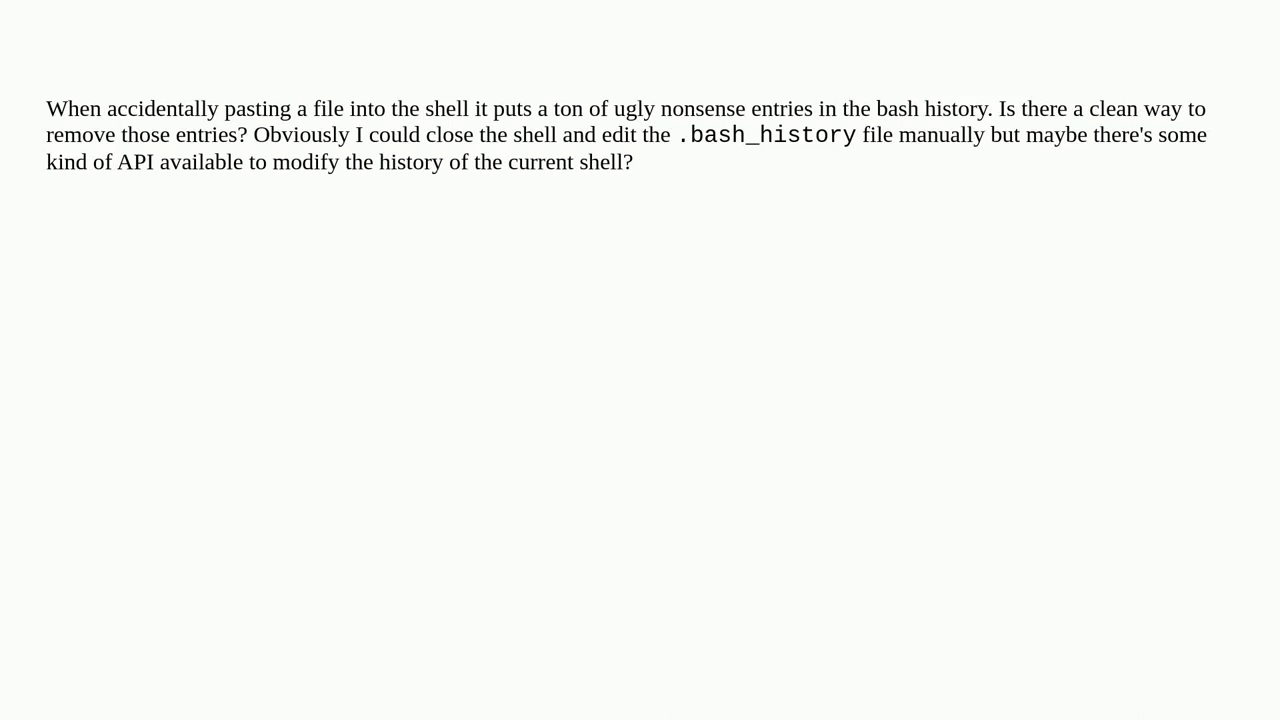 When accidentally pasting a file into the shell it puts a ton of ugly nonsense entries in the bash history. Is there a clean way to
remove those entries? Obviously I could close the shell and edit the .bash_history file manually but maybe there's some
kind of API available to modify the history of the current shell?